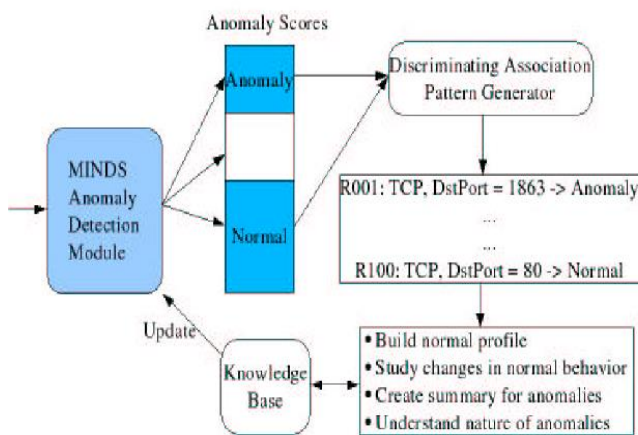 Anomaly Scores
Anomaly
Normal
Discriminating Association
Pattern Generator
MINDS
Anomaly
Detection
Module
R001: TCP, DstPort = 1863 -> Anomaly
...
...
R100: TCP, DstPort = 80 -> Normal
Update
Knowledge
Base
• Build normal profile
• Study changes in normal behavior
• Create summary for anomalies
• Understand nature of anomalies